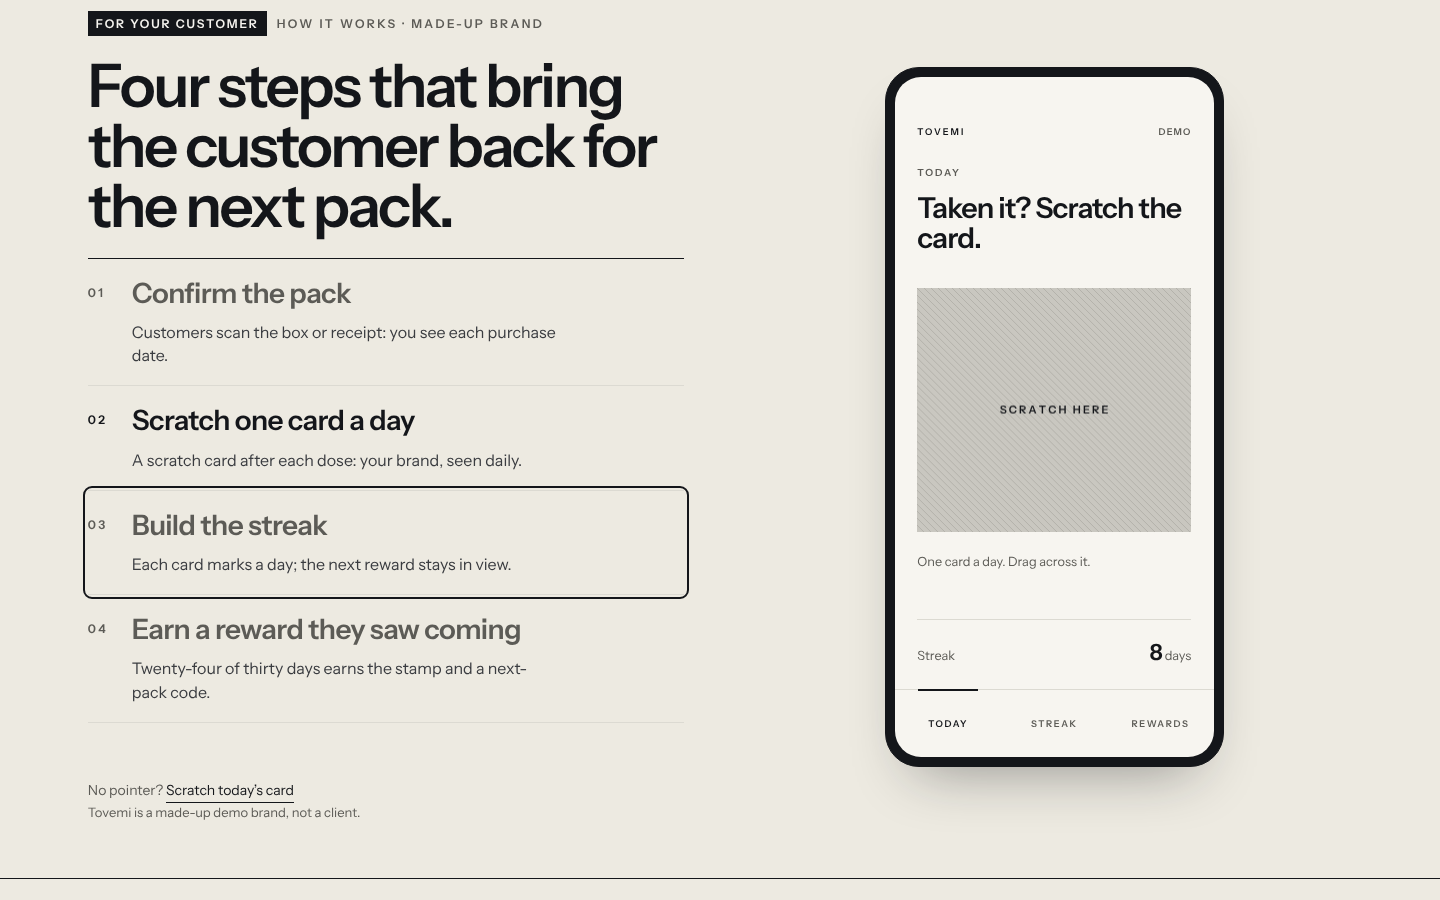 FOR YOUR CUSTOMER HOW IT WORKS · MADE-UP BRAND
Four steps that bring
the customer back for
the next pack.
01 Confirm the pack
Customers scan the box or receipt: you see each purchase
date.
02 Scratch one card a day
A scratch card after each dose: your brand, seen daily.
03 Build the streak
Each card marks a day; the next reward stays in view.
04 Earn a reward they saw coming
Twenty-four of thirty days earns the stamp and a next-
pack code.
No pointer? Scratch today’s card
Tovemi is a made-up demo brand, not a client.
TOVEMI DEMO
TODAY
Taken it? Scratch the
card.
SCRATCH HERE
One card a day. Drag across it.
Streak 8 days
TODAY STREAK REWARDS